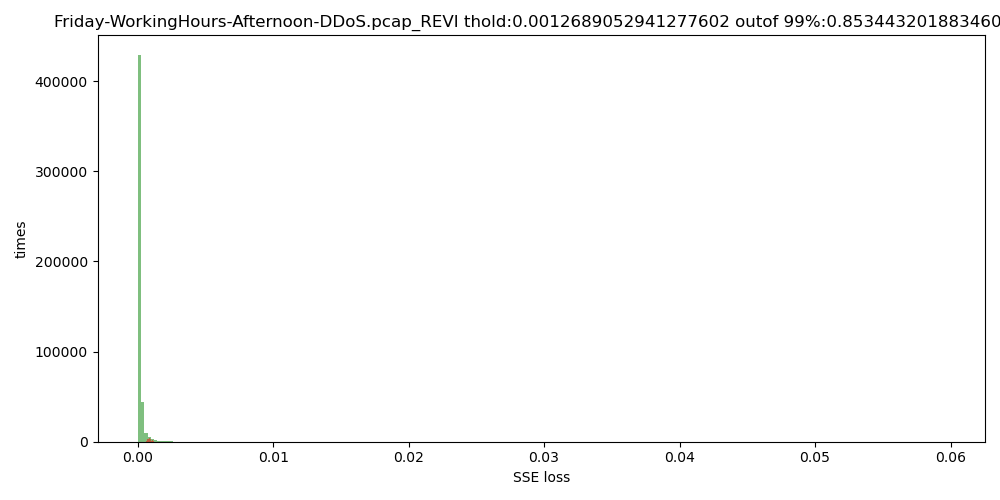 Friday-WorkingHours-Afternoon-DDoS.pcap_REVI thold:0.0012689052941277602 outof 99%:0.853443201883460
400000
300000
200000
100000
0
times
0.00 0.01 0.02 0.03 0.04 0.05 0.06
SSE loss